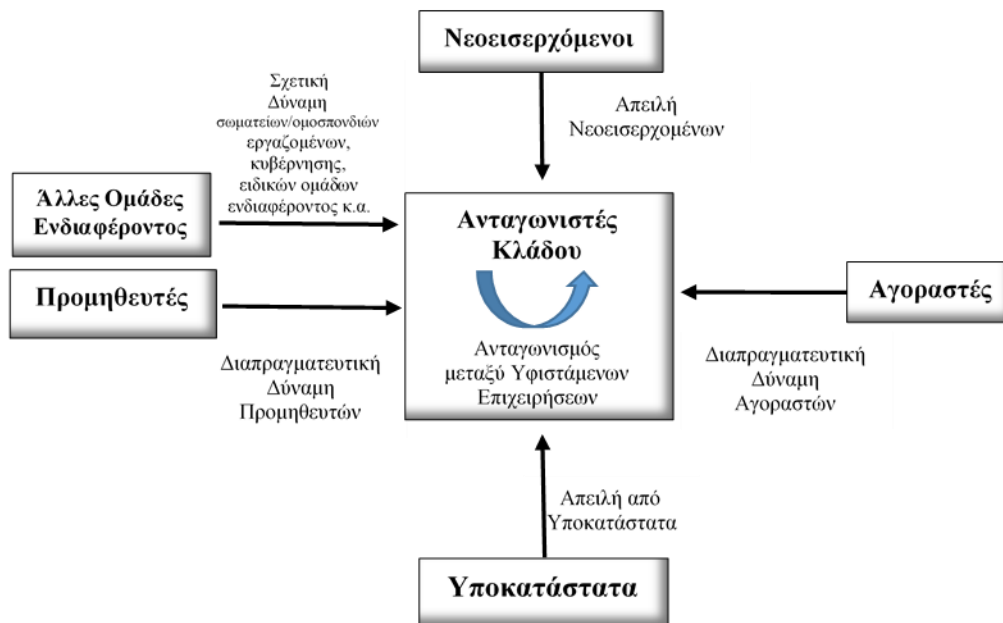 Νεοεισερχόμενοι
Απειλή
Νεοεισερχομένων
Σχετική
Δύναμη
σωματείων/ομοσπονδιών
εργαζομένων,
κυβέρνησης,
ειδικών ομάδων
ενδιαφέροντος κ.α.
Άλλες Ομάδες
Ενδιαφέροντος
Προμηθευτές
Διαπραγματευτική
Δύναμη
Προμηθευτών
Ανταγωνιστές
Κλάδου
Ανταγωνισμός
μεταξύ Υφιστάμενων
Επιχειρήσεων
Αγοραστές
Διαπραγματευτική
Δύναμη
Αγοραστών
Απειλή από
Υποκατάστατα
Υποκατάστατα